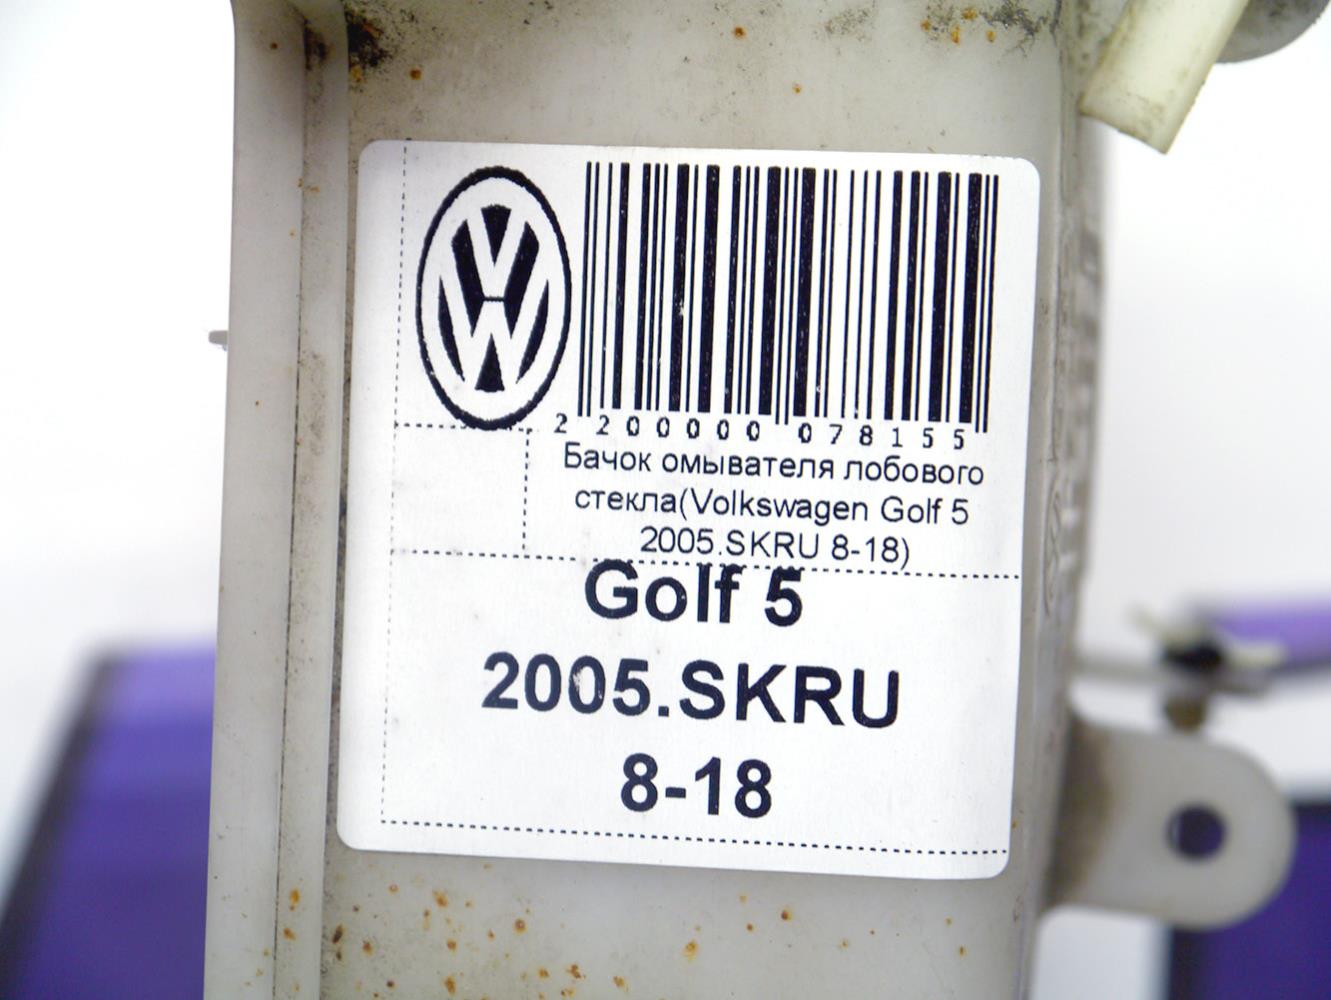 2 200000 078155
Бачок омывателя лобового
стекла(Volkswagen Golf 5
2005.SKRU 8-18)
Golf 5
2005.SKRU
8-18